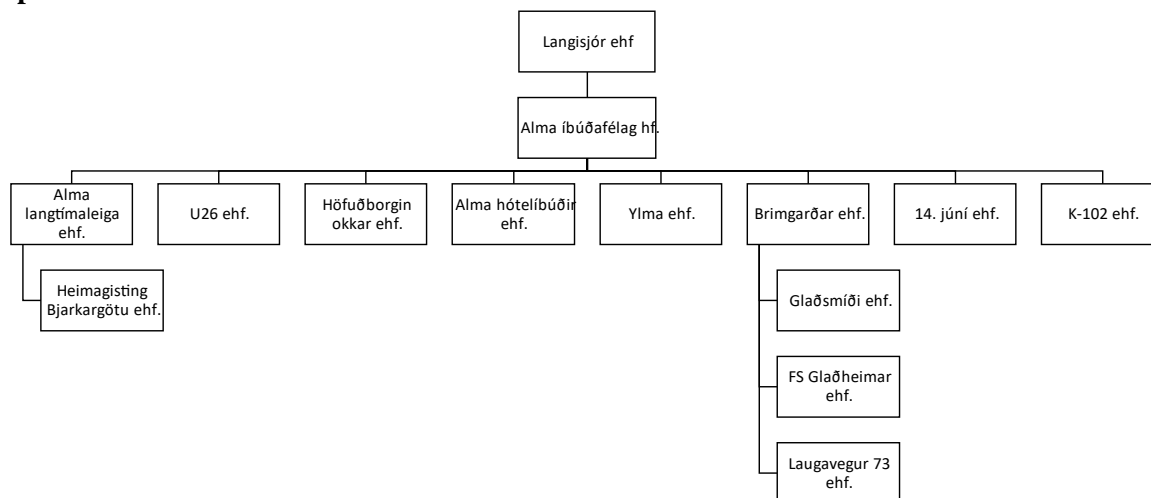 Langisjór ehf
Alma íbúðafélag hf.
Alma
langtímaleiga
ehf.
U26 ehf.
Höfuðborgin
okkar ehf.
Alma hótelíbúðir
ehf.
Ylma ehf.
Brimgarðar ehf.
14. júní ehf.
K-102 ehf.
Heimagisting
Bjarkargötu ehf.
Glaðsmíði ehf.
FS Glaðheimar
ehf.
Laugavegur 73
ehf.